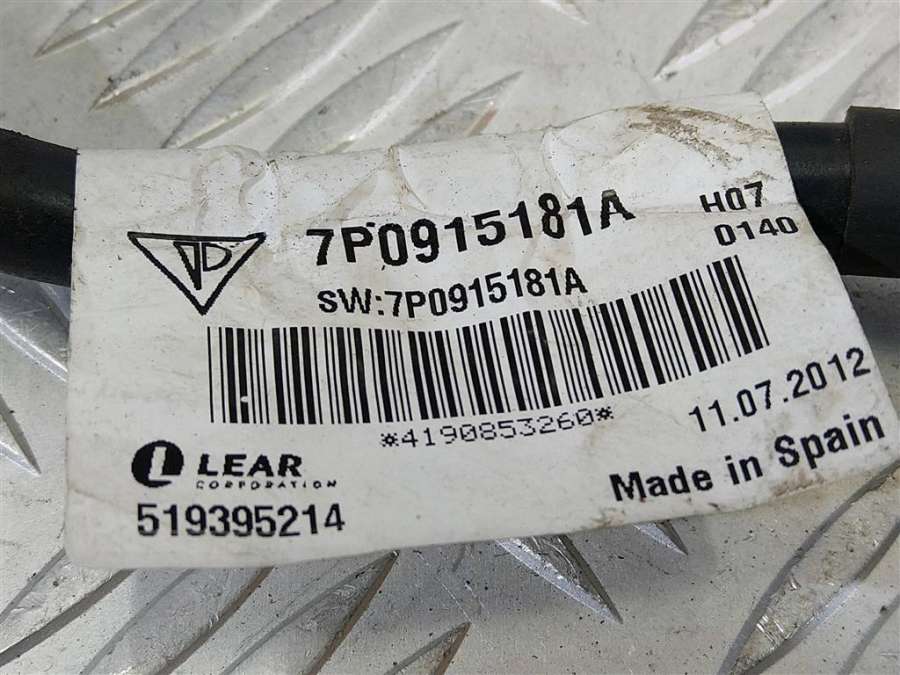 7P0915181A H07
0140
SW:7P0915181A
*4190853260*
11.07.2012
LEAR
CORPORATION
Made in Spain
519395214